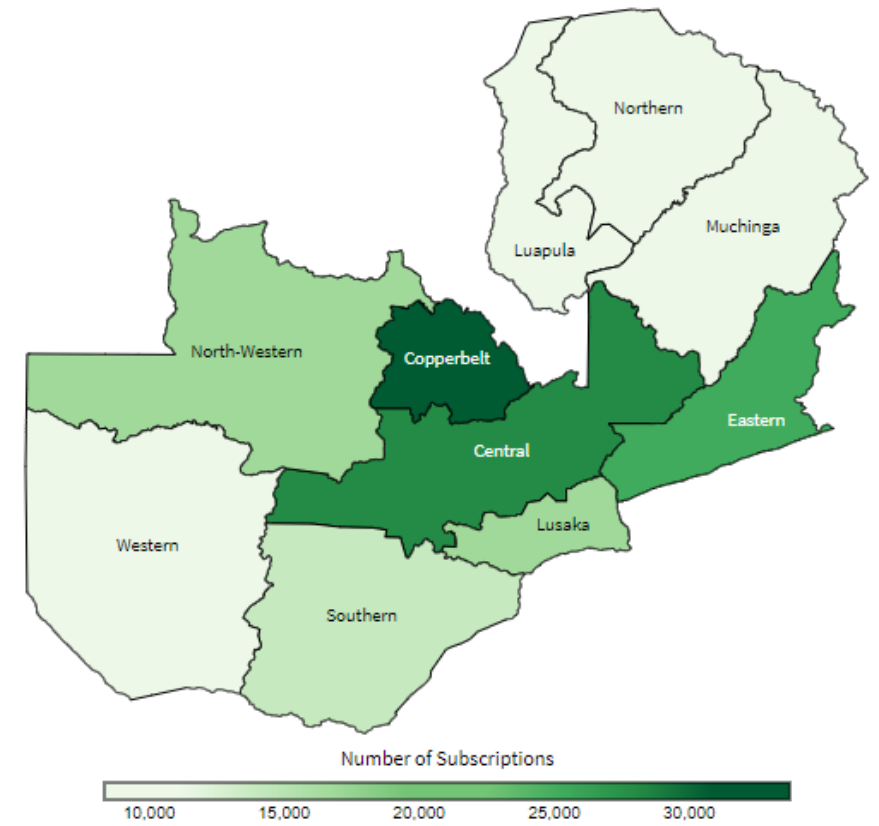 Northern
Muchinga
Luapula
North-Western
Copperbelt
Eastern
Central
Lusaka
Western
Southern
Number of Subscriptions
10,000 15,000 20,000 25,000 30,000